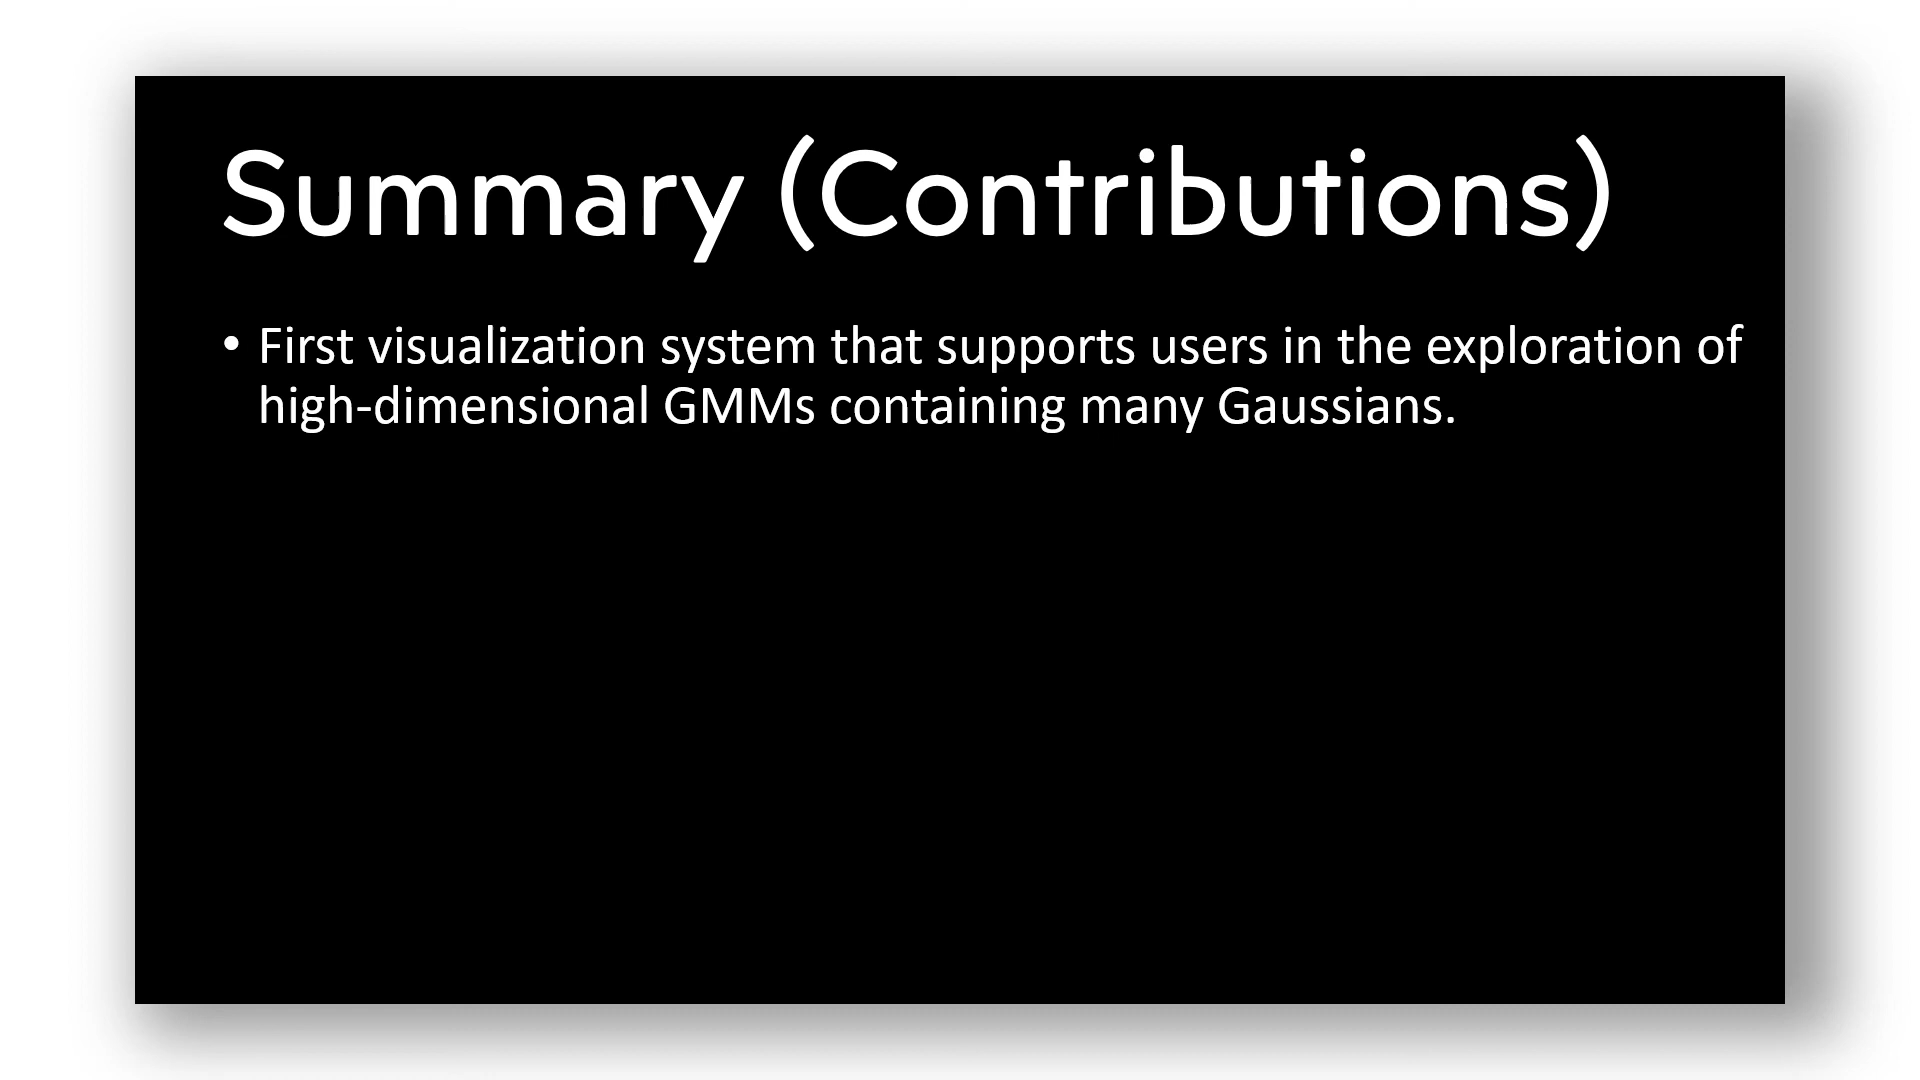 Summary (Contributions)
• First visualization system that supports users in the exploration of
high-dimensional GMMs containing many Gaussians.